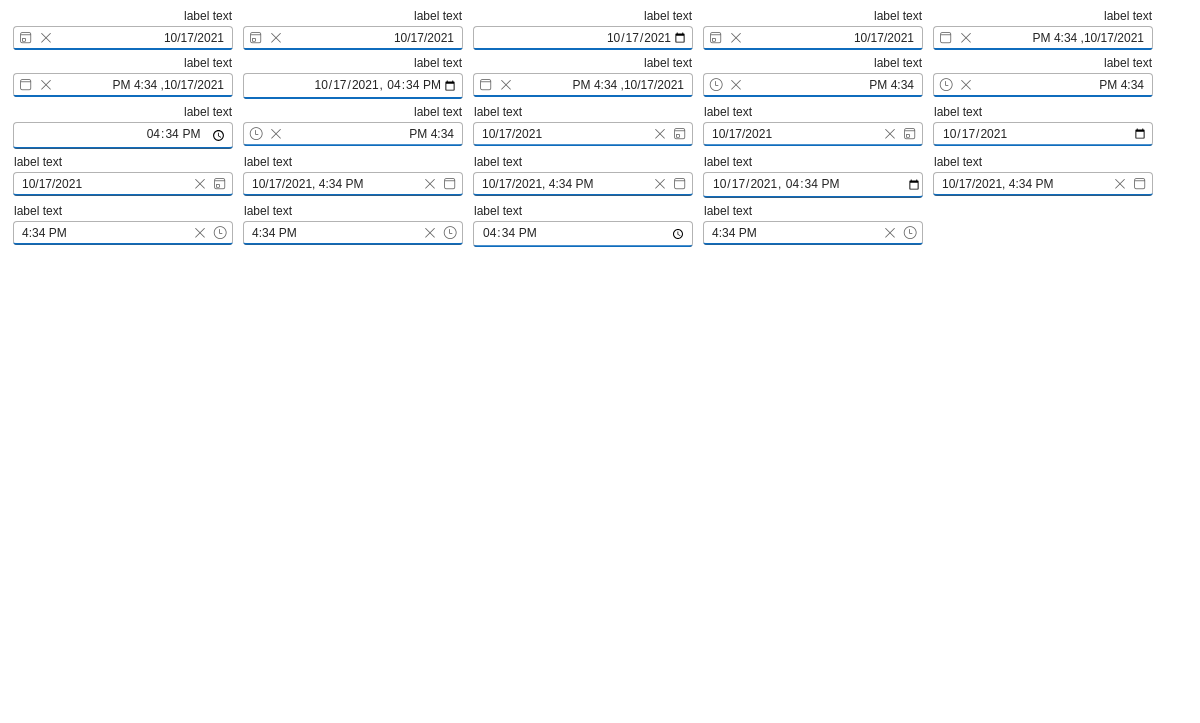 label text label text label text label text label text
10/17/2021 10/17/2021 10/17/2021 10/17/2021 PM 4:34 ,10/17/2021
label text label text label text label text label text
PM 4:34 ,10/17/2021 10/17/2021, 04:34 PM PM 4:34 ,10/17/2021 PM 4:34 PM 4:34
label text label text label text label text label text
04:34 PM PM 4:34 10/17/2021 10/17/2021 10/17/2021
label text label text label text label text label text
10/17/2021 10/17/2021, 4:34 PM 10/17/2021, 4:34 PM 10/17/2021, 04:34 PM 10/17/2021, 4:34 PM
label text label text label text label text
4:34 PM 4:34 PM 04:34 PM 4:34 PM